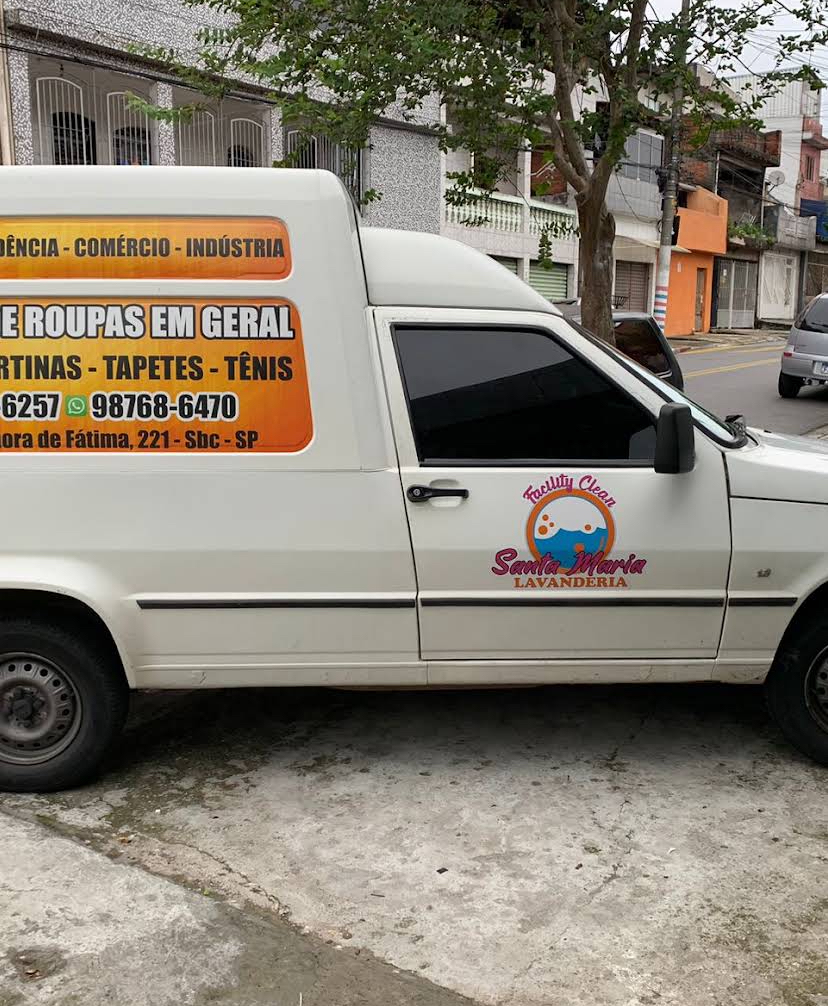 DÊNCIA - COMÉRCIO - INDÚSTRIA
E ROUPAS EM GERAL
RTINAS - TAPETES - TÊNIS
-6257 98768-6470
ora de Fátima, 221 - Sbc - SP
Facility Clean
Santa Maria
LAVANDERIA